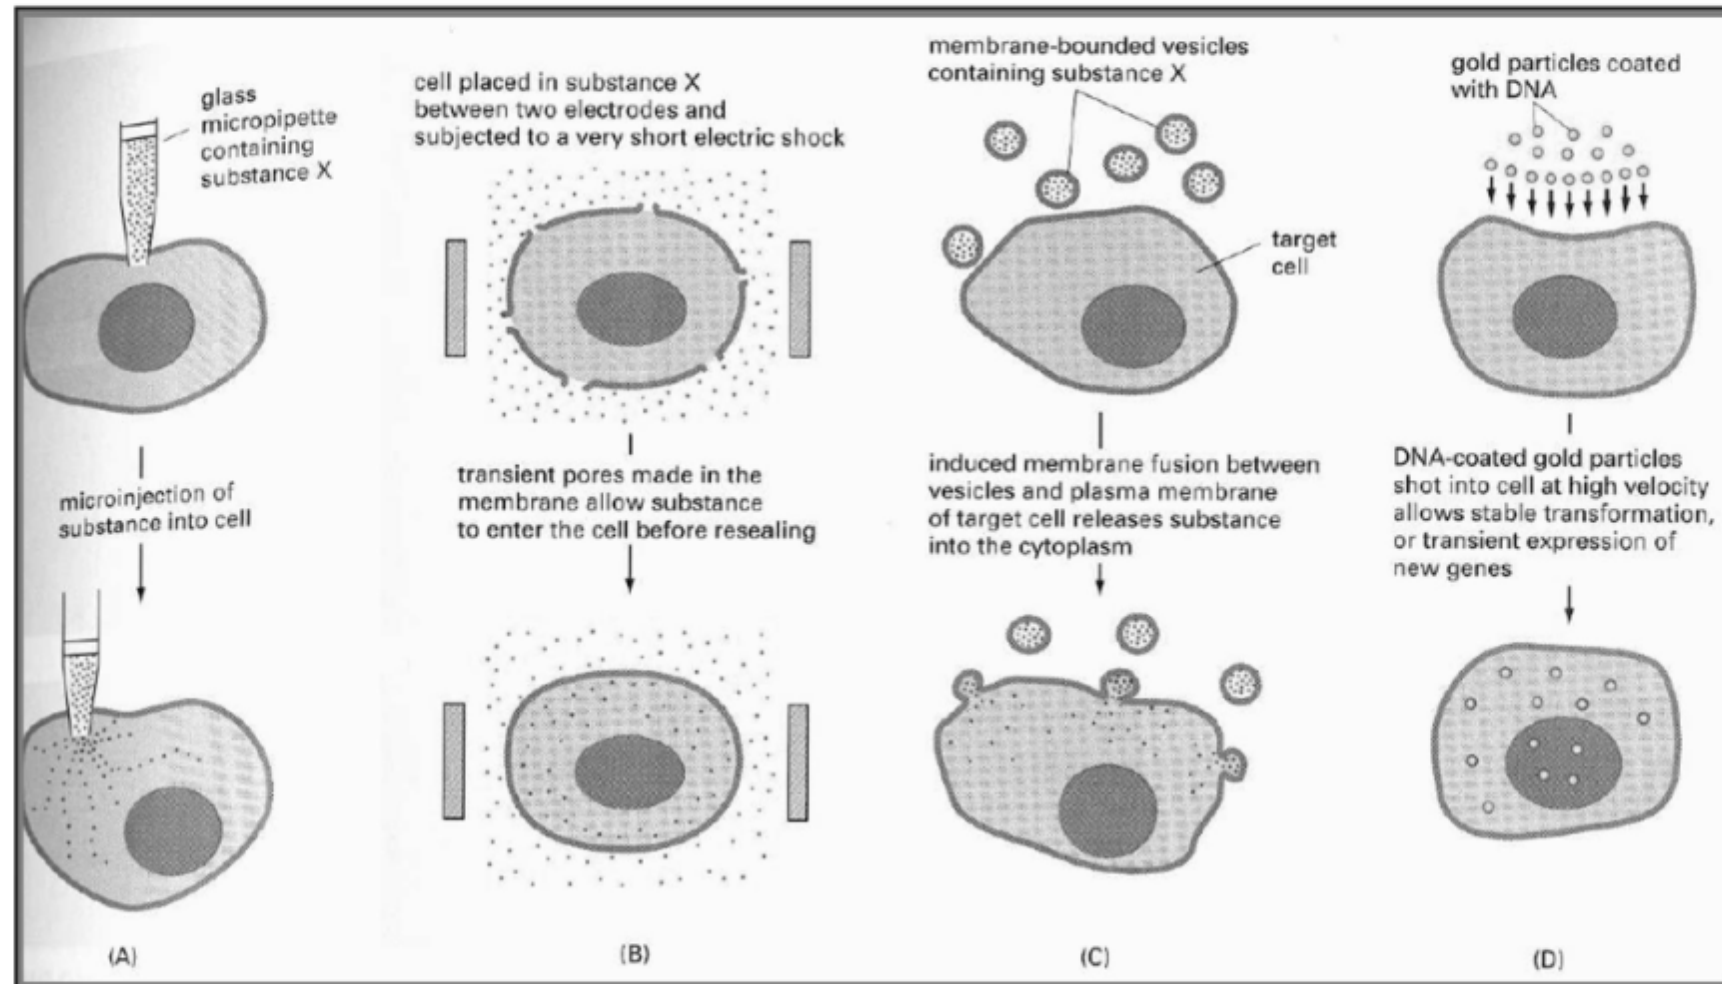 glass
micropipette
containing
substance X
microinjection of
substance into cell
(A)
cell placed in substance X
between two electrodes and
subjected to a very short electric shock
transient pores made in the
membrane allow substance
to enter the cell before resealing
(B)
membrane-bounded vesicles
containing substance X
target
cell
induced membrane fusion between
vesicles and plasma membrane
of target cell releases substance
into the cytoplasm
(C)
gold particles coated
with DNA
DNA-coated gold particles
shot into cell at high velocity
allows stable transformation,
or transient expression of
new genes
(D)